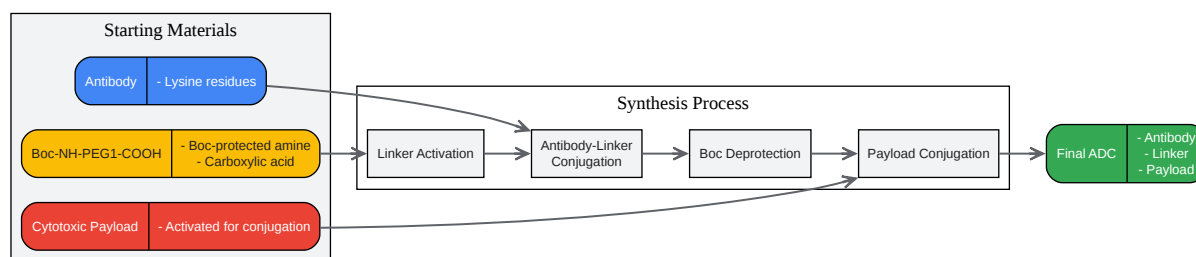 Starting Materials
Antibody
- Lysine residues
Boc-NH-PEG1-COOH
- Boc-protected amine
- Carboxylic acid
Cytotoxic Payload
- Activated for conjugation
Synthesis Process
Linker Activation
Antibody-Linker
Conjugation
Boc Deprotection
Payload Conjugation
Final ADC
- Antibody
- Linker
- Payload